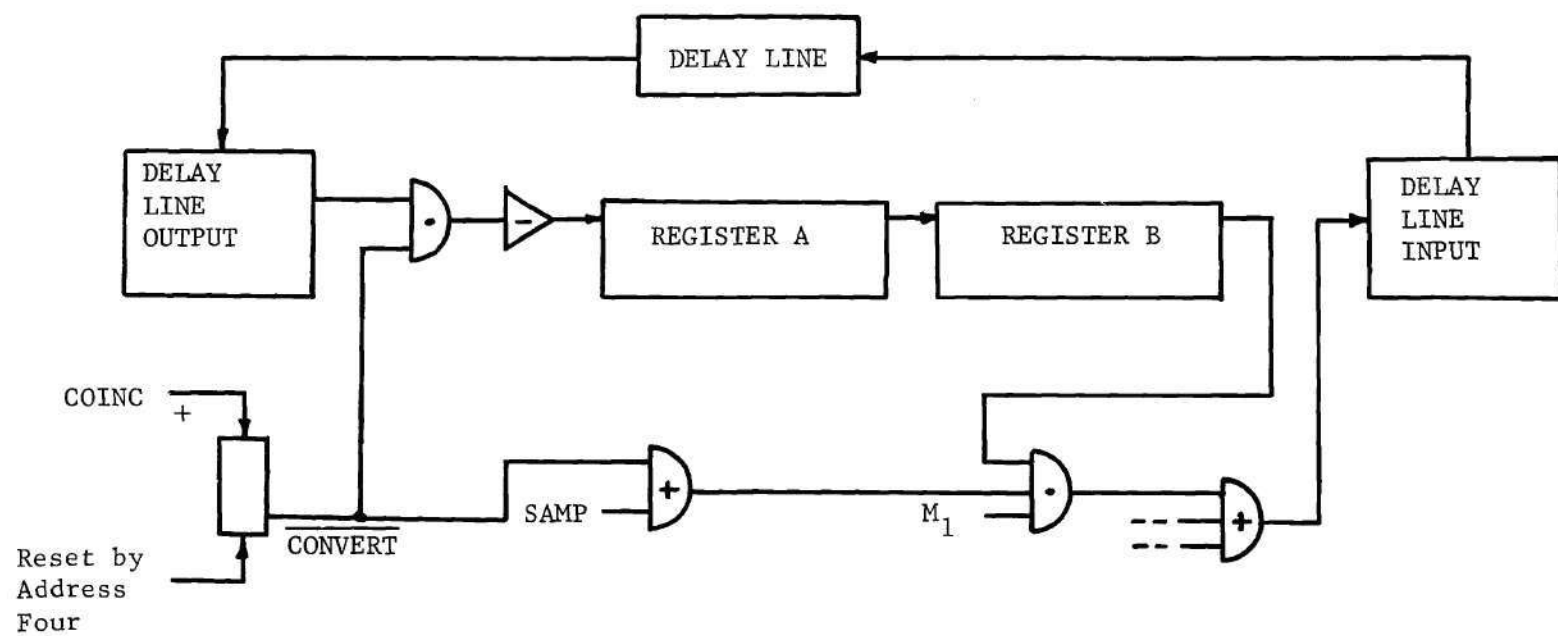 DELAY LINE
DELAY
LINE
OUTPUT
-
REGISTER A
REGISTER B
DELAY
LINE
INPUT
COINC
+
SAMP
+
M1
+
CONVERT
Reset by
Address
Four